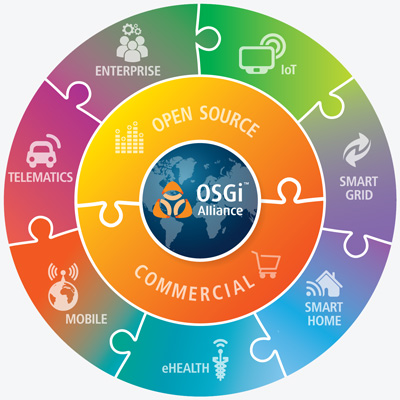 ENTERPRISE
IoT
TELEMATICS
OPEN SOURCE
SMART
GRID
OSGi™
Alliance
COMMERCIAL
MOBILE
SMART
HOME
eHEALTH